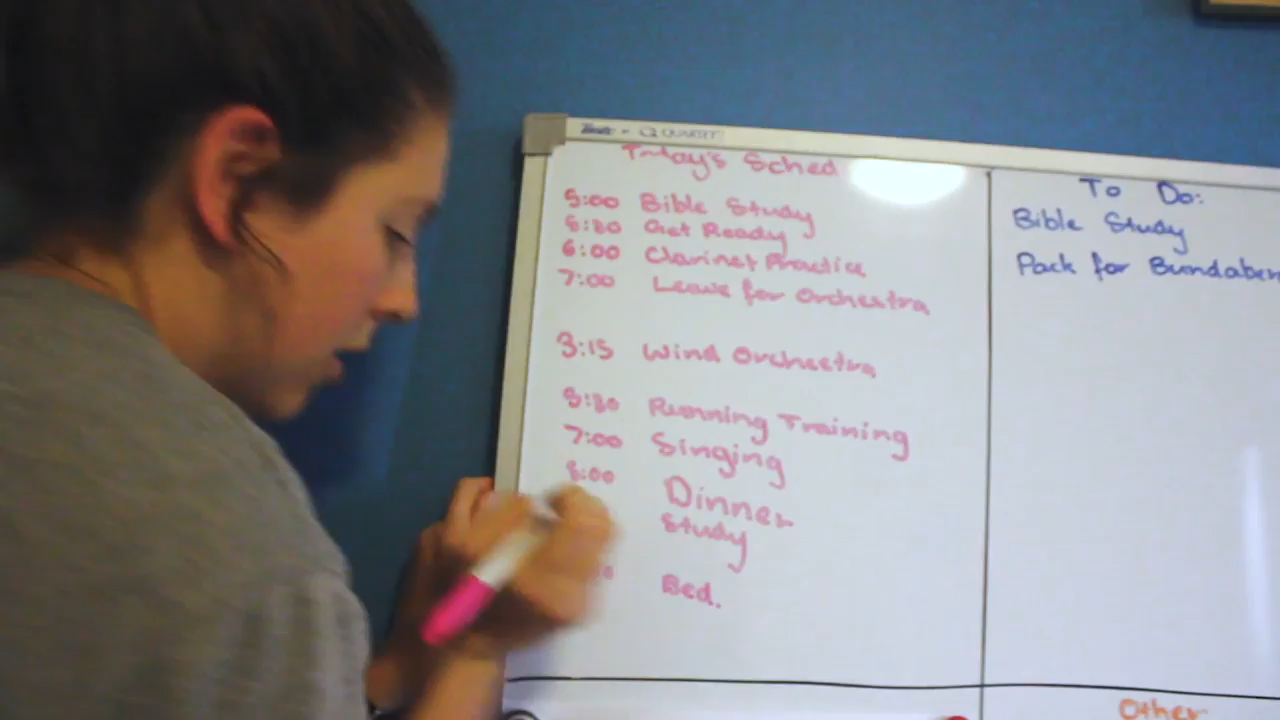 QUARTET
Today's Sched
5:00 Bible Study
5:30 Get Ready
6:00 Clarinet Practice
7:00 Leave for Orchestra
3:15 Wind Orchestra
5:30 Running Training
7:00 Singing
8:00 Dinner
Study
Bed.
To Do:
Bible Study
Pack for Bundaber
Other